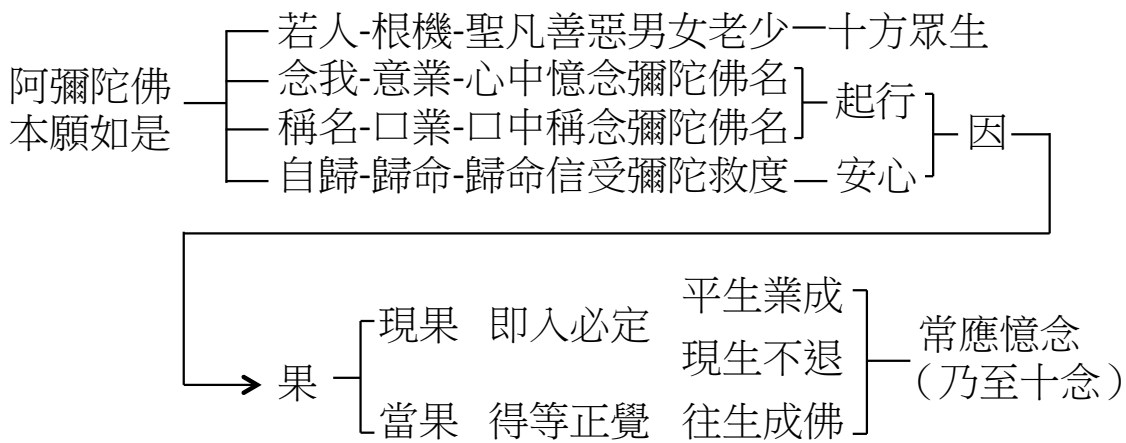 阿彌陀佛
本願如是
若人-根機-聖凡善惡男女老少
十方眾生
念我-意業-心中憶念彌陀佛名
稱名-口業-口中稱念彌陀佛名
起行
自歸-歸命-歸命信受彌陀救度
安心
因
果
現果 即入必定
平生業成
現生不退
當果 得等正覺 往生成佛
常應憶念
（乃至十念）